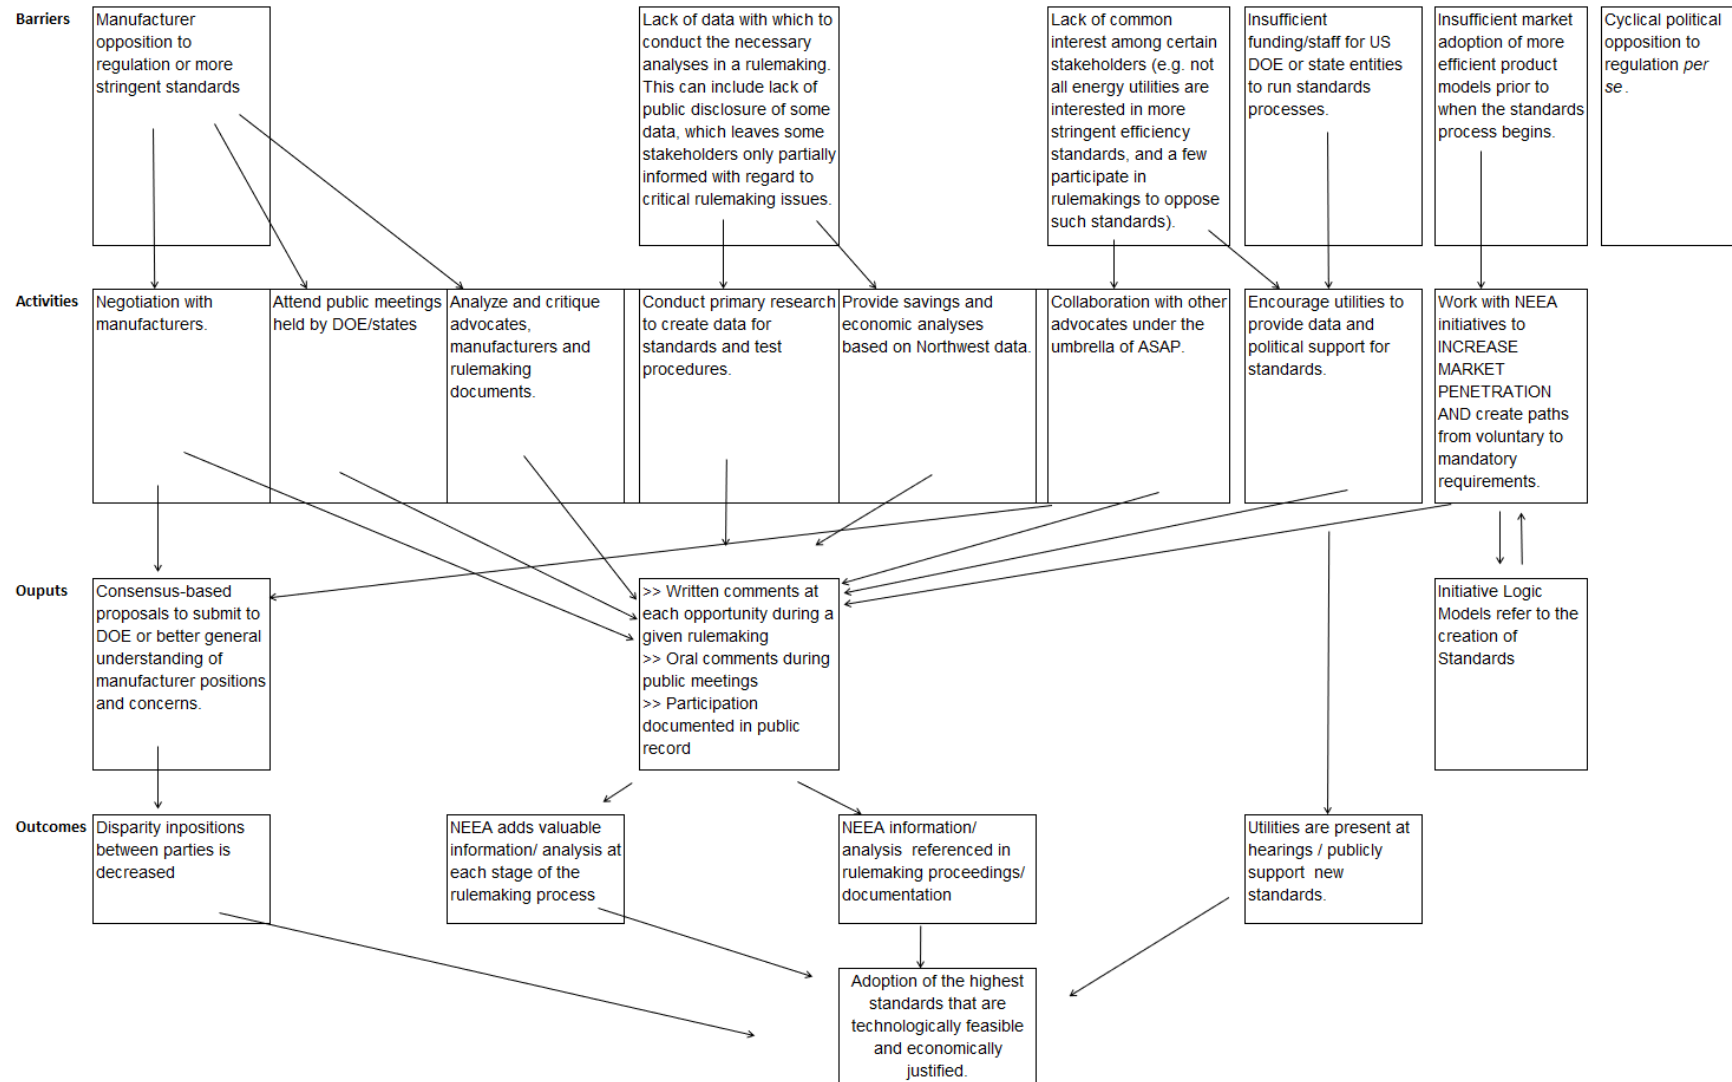 Barriers
Manufacturer
opposition to
regulation or more
stringent standards
Lack of data with which to
conduct the necessary
analyses in a rulemaking.
This can include lack of
public disclosure of some
data, which leaves some
stakeholders only partially
informed with regard to
critical rulemaking issues.
Lack of common
interest among certain
stakeholders (e.g. not
all energy utilities are
interested in more
stringent efficiency
standards, and a few
participate in
rulemakings to oppose
such standards).
Insufficient
funding/staff for US
DOE or state entities
to run standards
processes.
Insufficient market
adoption of more
efficient product
models prior to
when the standards
process begins.
Cyclical political
opposition to
regulation per
se.
Activities
Negotiation with
manufacturers.
Attend public meetings
held by DOE/states
Analyze and critique
advocates,
manufacturers and
rulemaking
documents.
Conduct primary research
to create data for
standards and test
procedures.
Provide savings and
economic analyses
based on Northwest data.
Collaboration with other
advocates under the
umbrella of ASAP.
Encourage utilities to
provide data and
political support for
standards.
Work with NEEA
initiatives to
INCREASE
MARKET
PENETRATION
AND create paths
from voluntary to
mandatory
requirements.
Ouputs
Consensus-based
proposals to submit to
DOE or better general
understanding of
manufacturer positions
and concerns.
>> Written comments at
each opportunity during a
given rulemaking
>> Oral comments during
public meetings
>> Participation
documented in public
record
Initiative Logic
Models refer to the
creation of
Standards
Outcomes
Disparity inpositions
between parties is
decreased
NEEA adds valuable
information/ analysis at
each stage of the
rulemaking process
NEEA information/
analysis referenced in
rulemaking proceedings/
documentation
Utilities are present at
hearings / publicly
support new
standards.
Adoption of the highest
standards that are
technologically feasible
and economically
justified.